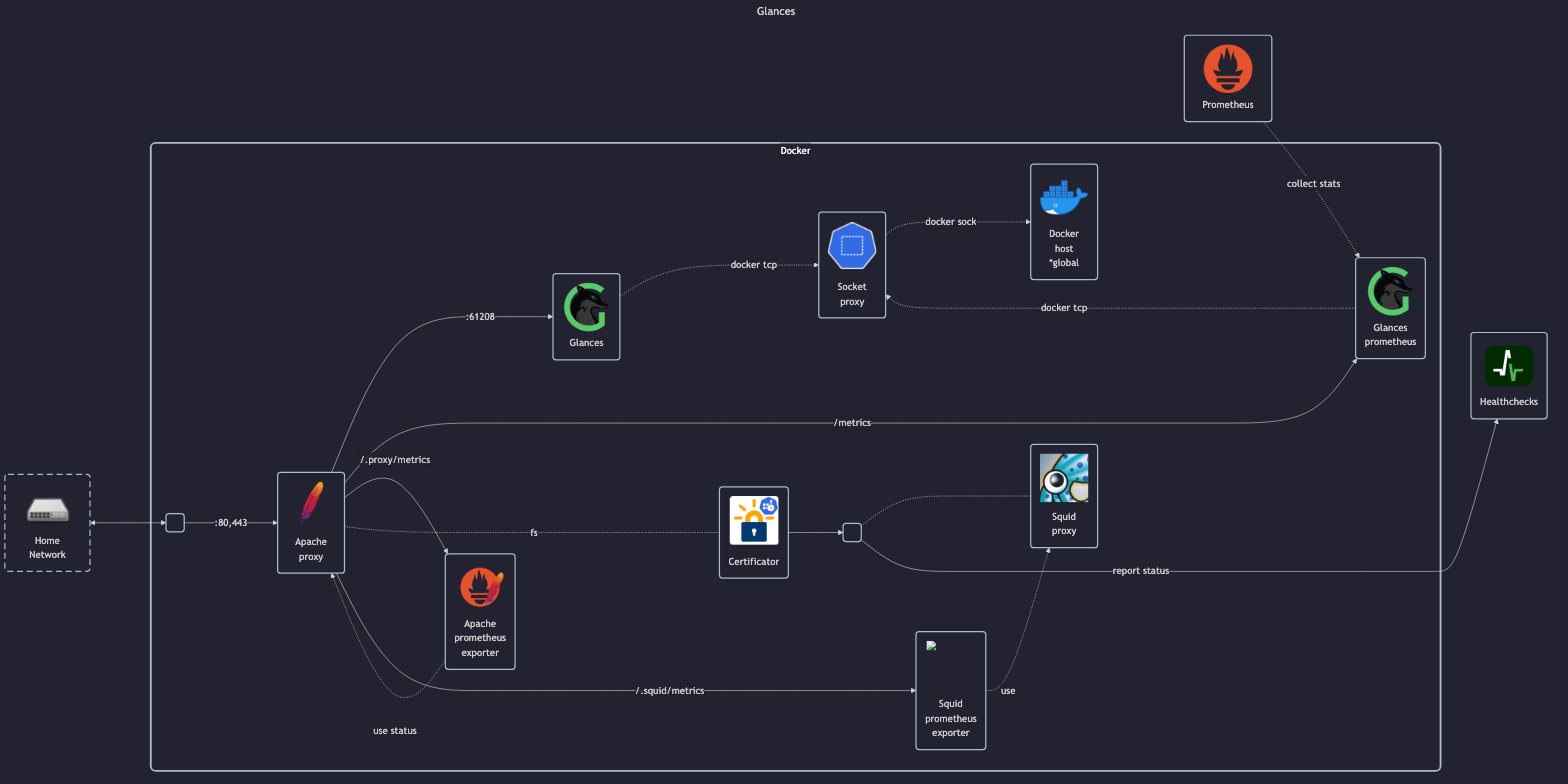 Glances
Prometheus
Docker
collect stats
docker sock
Docker
host
*global
docker tcp
Socket
proxy
docker tcp
:61208
Glances
Glances
prometheus
Healthchecks
/metrics
/.proxy/metrics
:80,443
Home
Network
Apache
proxy
fs
Certificator
Squid
proxy
report status
Apache
prometheus
exporter
/.squid/metrics
use
Squid
prometheus
exporter
use status